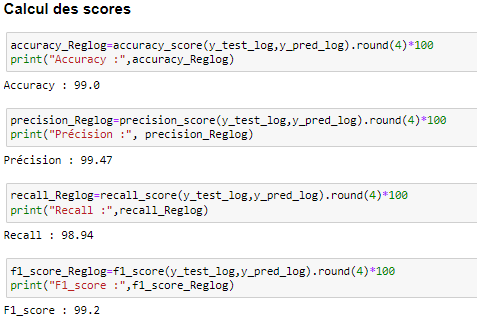 Calcul des scores
accuracy_Reglog=accuracy_score(y_test_log,y_pred_log).round(4)*100
print("Accuracy :",accuracy_Reglog)
Accuracy : 99.0
precision_Reglog=precision_score(y_test_log,y_pred_log).round(4)*100
print("Précision :", precision_Reglog)
Précision : 99.47
recall_Reglog=recall_score(y_test_log,y_pred_log).round(4)*100
print("Recall :",recall_Reglog)
Recall : 98.94
f1_score_Reglog=f1_score(y_test_log,y_pred_log).round(4)*100
print("F1_score :",f1_score_Reglog)
F1_score : 99.2